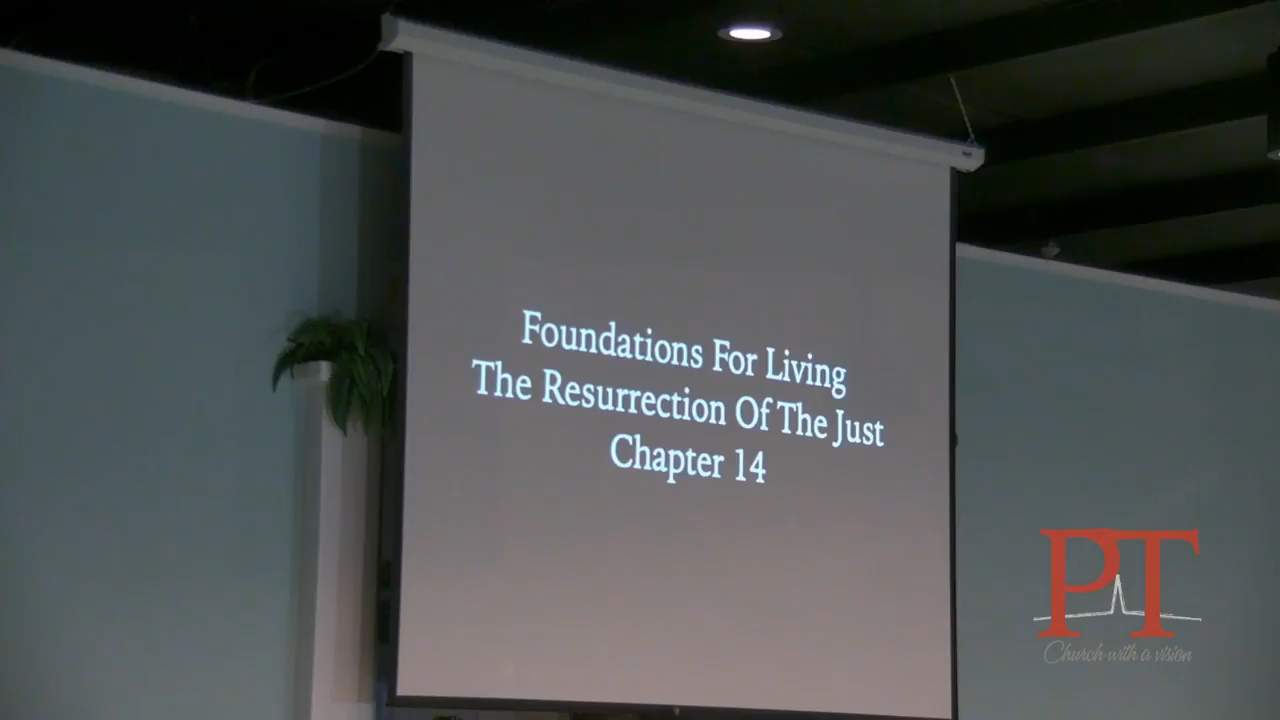 Foundations For Living
The Resurrection Of The Just
Chapter 14
PT
Church with a vision